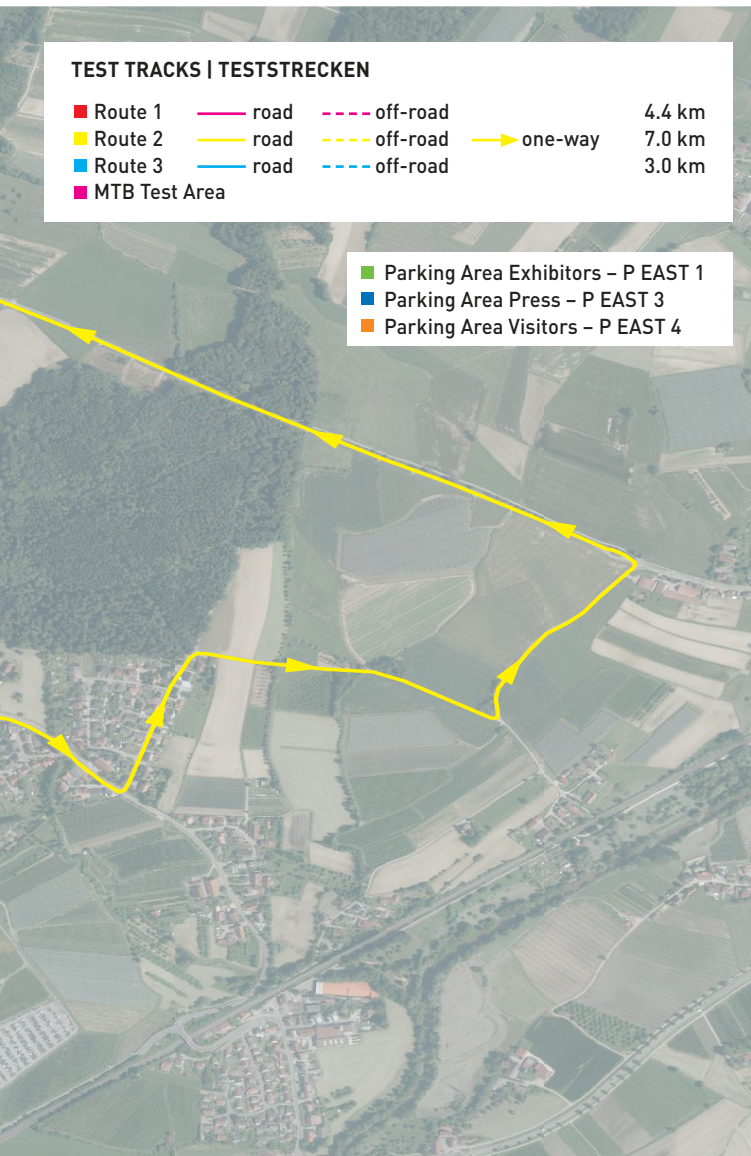 TEST TRACKS | TESTSTRECKEN
Route 1 road off-road 4.4 km
Route 2 road off-road one-way 7.0 km
Route 3 road off-road 3.0 km
MTB Test Area
Parking Area Exhibitors – P EAST 1
Parking Area Press – P EAST 3
Parking Area Visitors – P EAST 4